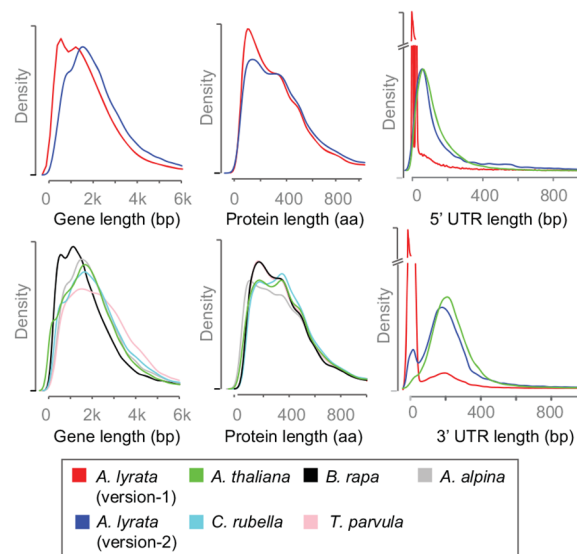 Density
Density
Density
0 2k 4k 6k
0 400 800
0 400 800
Gene length (bp)
Protein length (aa)
5' UTR length (bp)
Density
Density
Density
0 2k 4k 6k
0 400 800
0 400 800
Gene length (bp)
Protein length (aa)
3' UTR length (bp)
A. lyrata (version-1)
A. thaliana
B. rapa
A. alpina
A. lyrata (version-2)
C. rubella
T. parvula